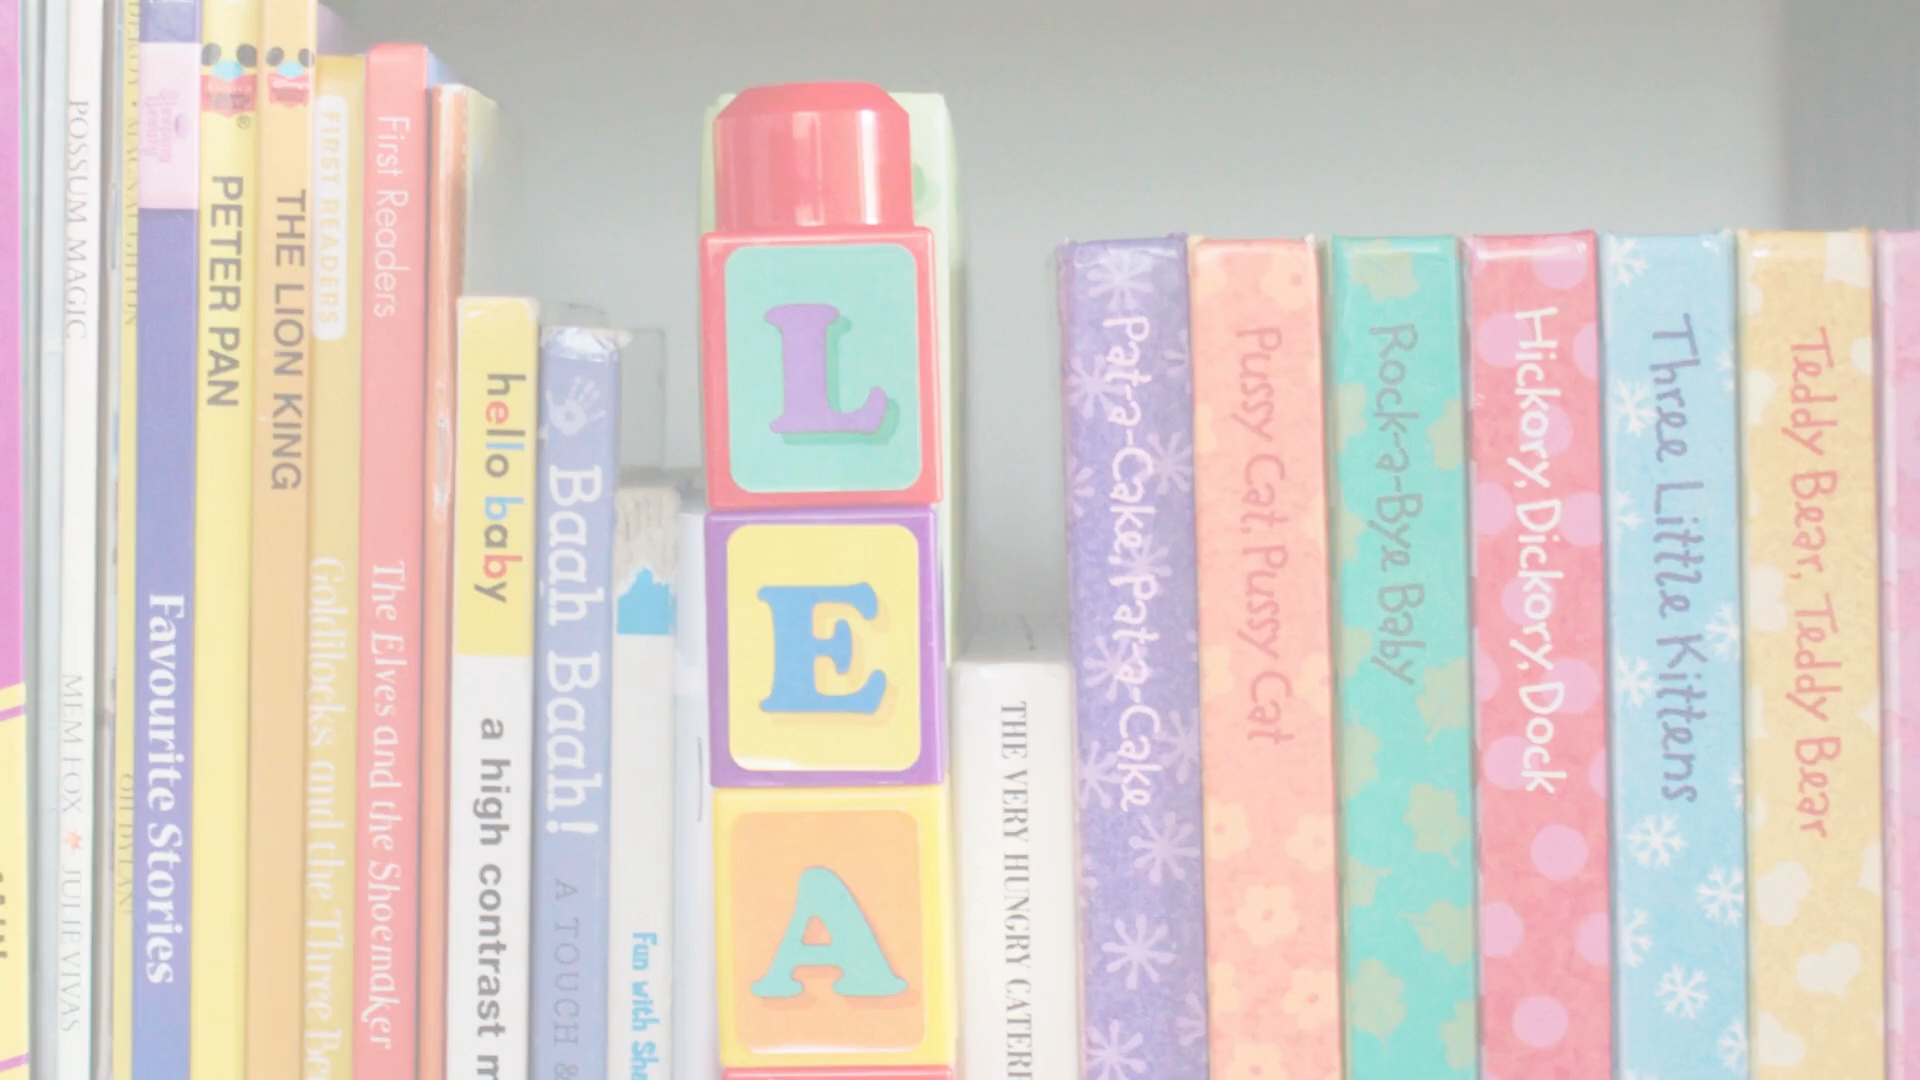 POSSUM MAGIC
MEM FOX
JULIE VIVAS
Favourite Stories
PETER PAN
THE LION KING
FIRST READERS
Goldilocks and the Three Be
First Readers
The Elves and the Shoemaker
hello baby
a high contrast m
Baah Baah!
A TOUCH &
Fun with Sha
L
E
A
THE VERY HUNGRY CATERP
Pat-a-Cake, Pat-a-Cake
Pussy Cat, Pussy Cat
Rock-a-Bye Baby
Hickory, Dickory, Dock
Three Little Kittens
Teddy Bear, Teddy Bear